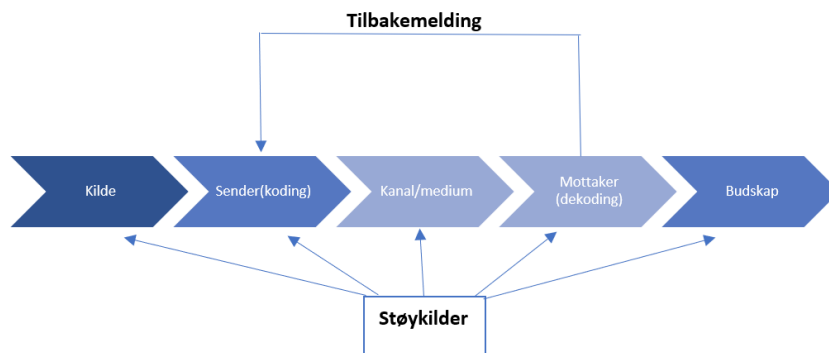 Tilbakemelding
Kilde
Sender(koding)
Kanal/medium
Mottaker
(dekoding)
Budskap
Støykilder